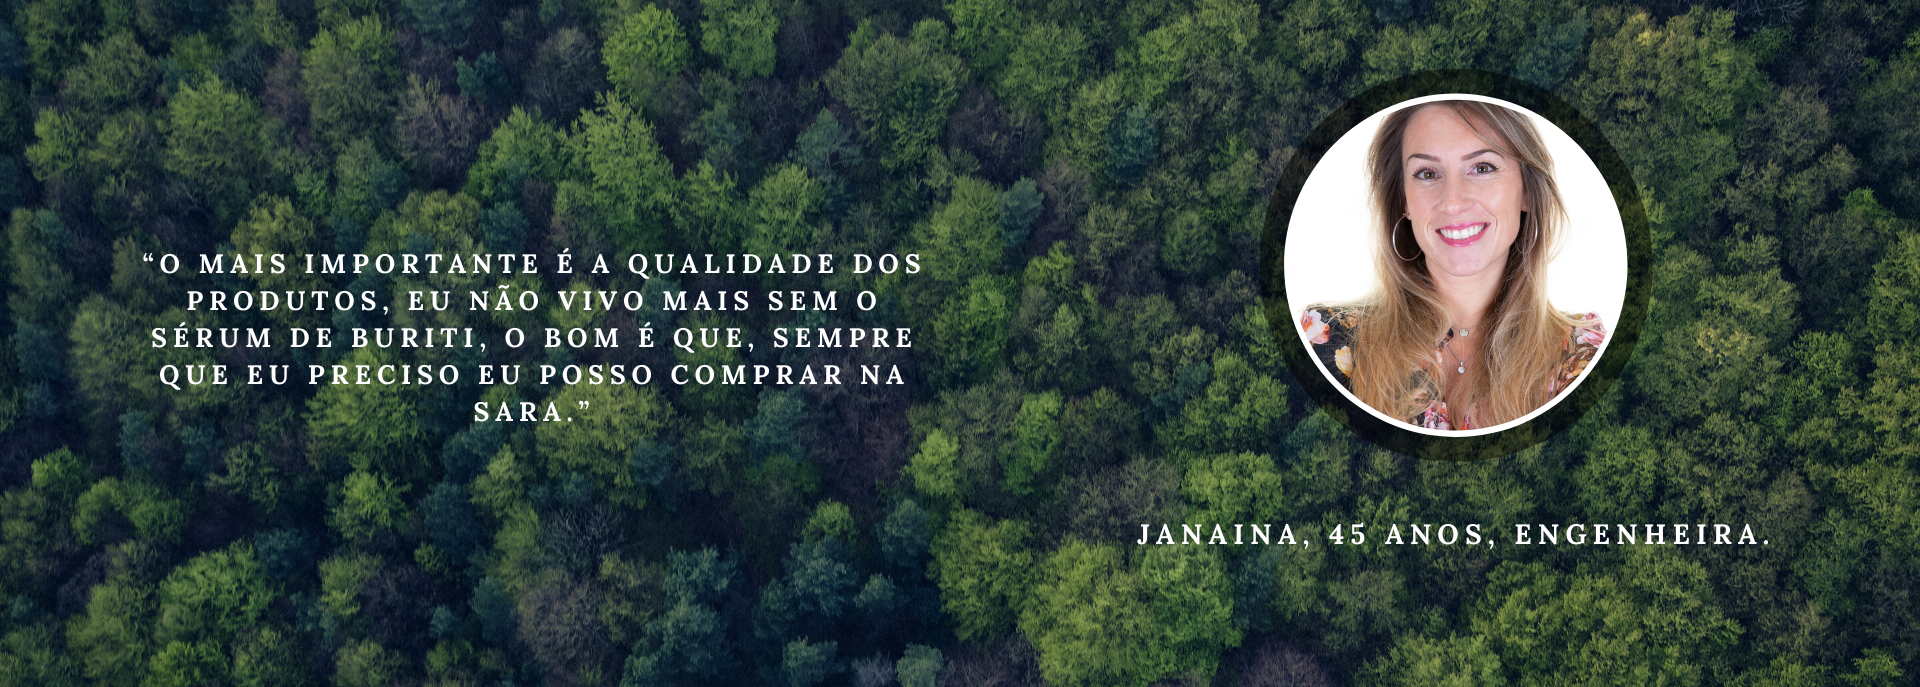 “O MAIS IMPORTANTE É A QUALIDADE DOS
PRODUTOS, EU NÃO VIVO MAIS SEM O
SÉRUM DE BURITI, O BOM É QUE, SEMPRE
QUE EU PRECISO EU POSSO COMPRAR NA
SARA.”
JANAINA, 45 ANOS, ENGENHEIRA.